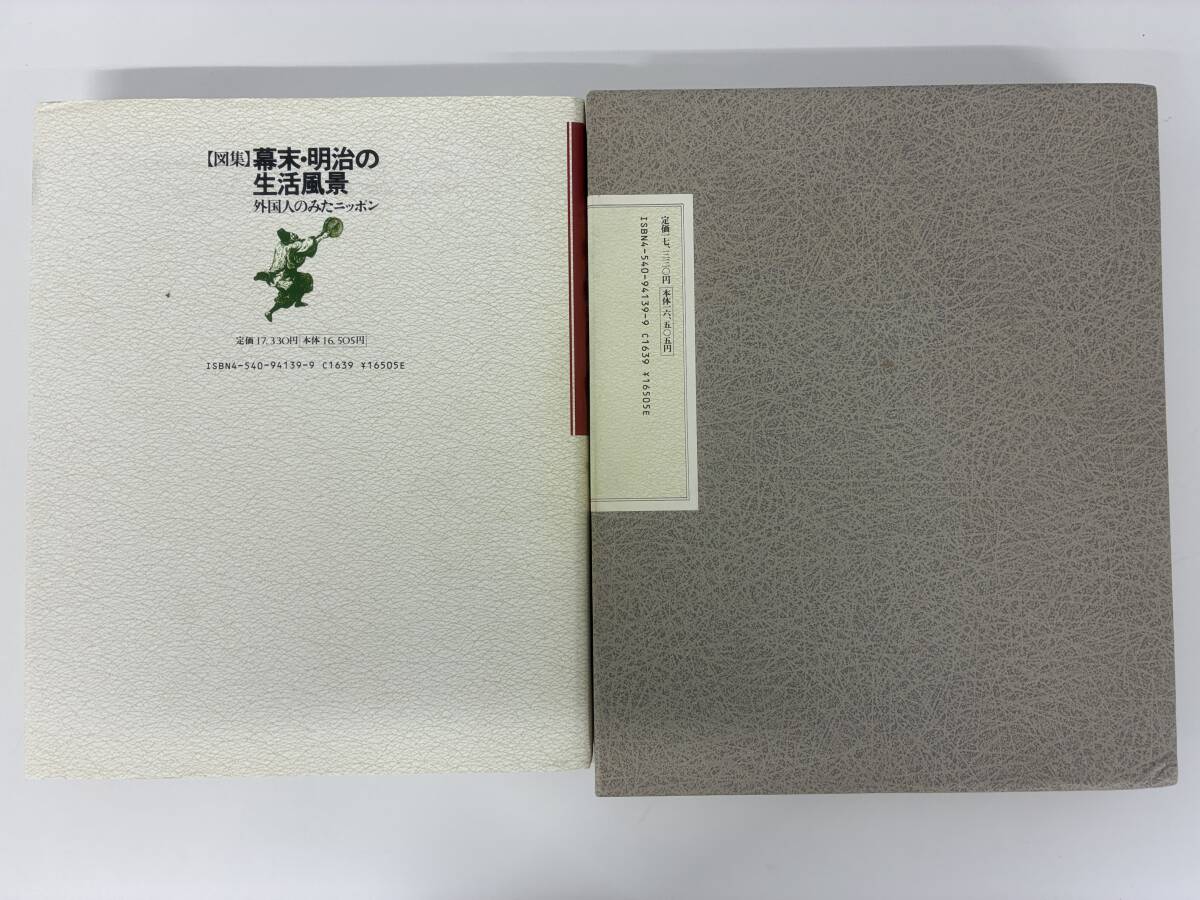 【図集】幕末・明治の
生活風景
外国人のみたニッポン
定価17,330円 本体16,505円
ISBN4-540-94139-9 C1639 ¥16505E
定価一七、三三〇円 本体一六、五〇五円
ISBN4-540-94139-9 C1639 ¥16505E